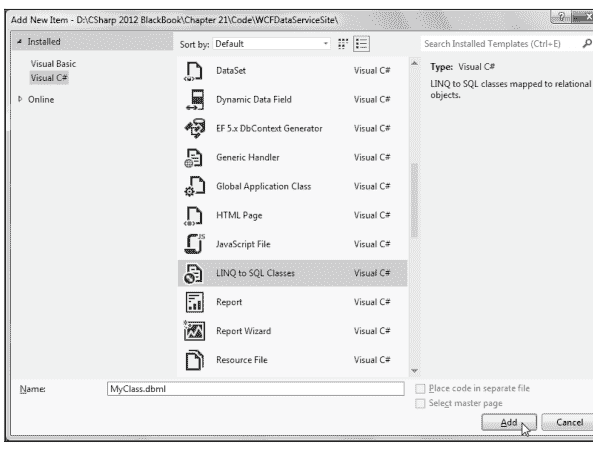 Add New Item - D:\CSharp 2012 BlackBook\Chapter 21\Code\WCFDataServiceSite\
Installed
Sort by: Default
Search Installed Templates (Ctrl+E)
Visual Basic
Visual C#
Online
DataSet Visual C#
Dynamic Data Field Visual C#
EF 5.x DbContext Generator Visual C#
Generic Handler Visual C#
Global Application Class Visual C#
HTML Page Visual C#
JavaScript File Visual C#
LINQ to SQL Classes Visual C#
Report Visual C#
Report Wizard Visual C#
Resource File Visual C#
Type: Visual C#
LINQ to SQL classes mapped to relational
objects.
Name: MyClass.dbml
Place code in separate file
Select master page
Add Cancel